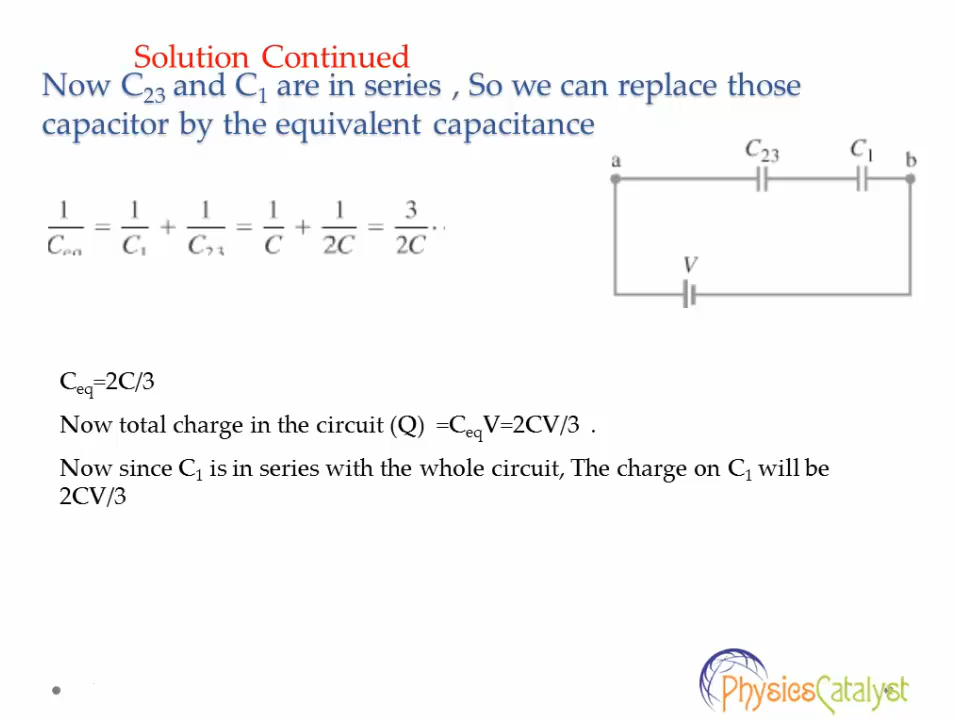 Solution Continued
Now C₂₃ and C₁ are in series , So we can replace those
capacitor by the equivalent capacitance
a C₂₃ C₁ b
1/Ceq = 1/C₁ + 1/C₂₃ = 1/C + 1/2C = 3/2C ..
V
Ceq=2C/3
Now total charge in the circuit (Q) =CeqV=2CV/3 .
Now since C₁ is in series with the whole circuit, The charge on C₁ will be
2CV/3
PhysicsCatalyst